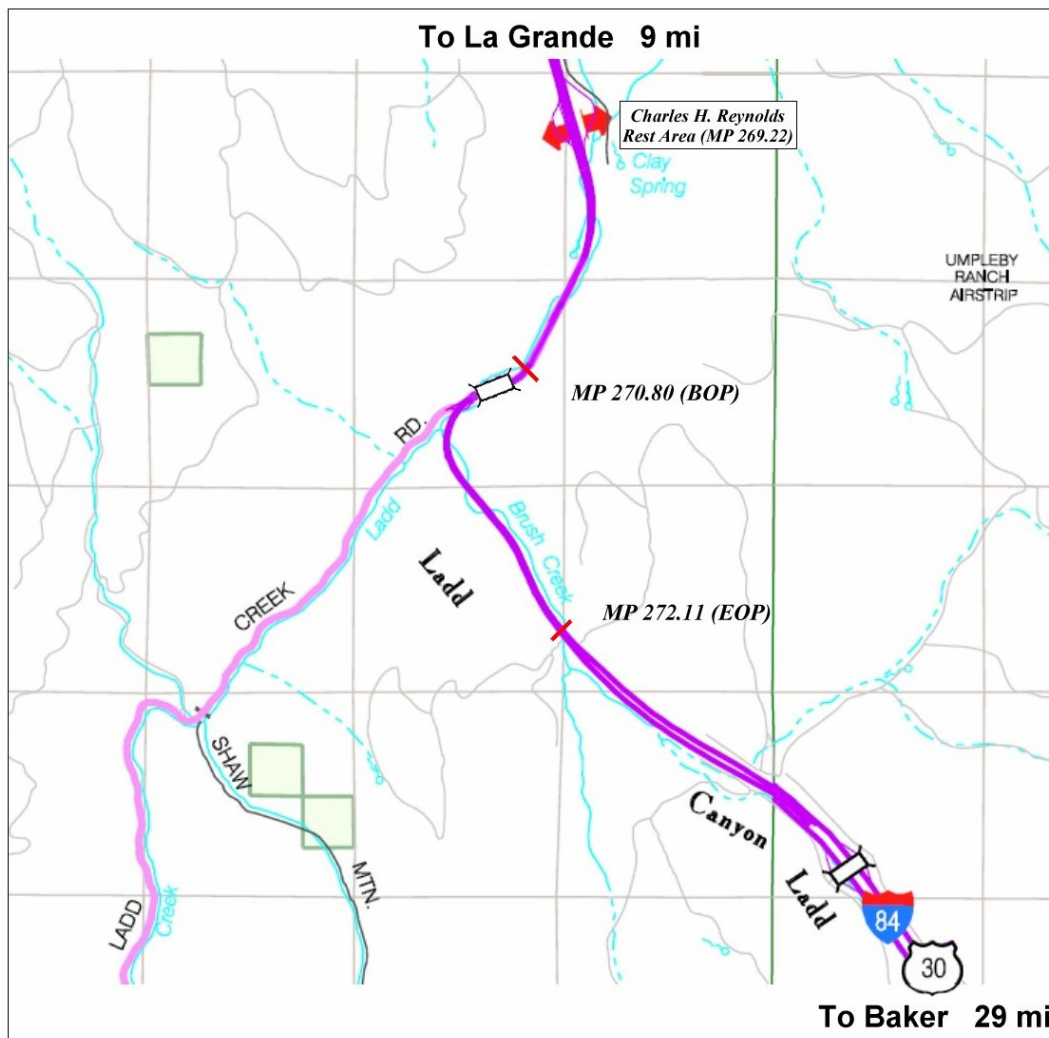 To La Grande 9 mi
Charles H. Reynolds
Rest Area (MP 269.22)
Clay
Spring
UMPLEBY
RANCH
AIRSTRIP
MP 270.80 (BOP)
RD.
Ladd
Brush Creek
Ladd
CREEK
MP 272.11 (EOP)
SHAW
MTN.
Canyon
Ladd
LADD
Creek
84
30
To Baker 29 mi